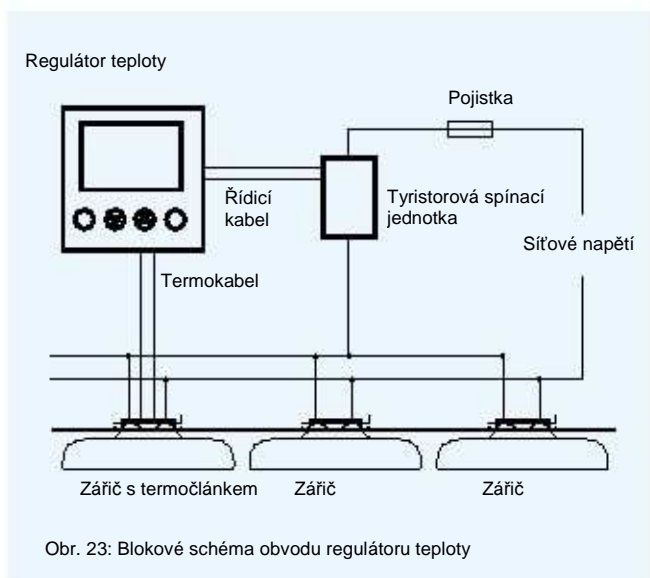 Regulátor teploty
Pojistka
Řídicí
kabel
Tyristorová spínací
jednotka
Síťové napětí
Termokabel
Zářič s termočlánkem
Zářič
Zářič
Obr. 23: Blokové schéma obvodu regulátoru teploty